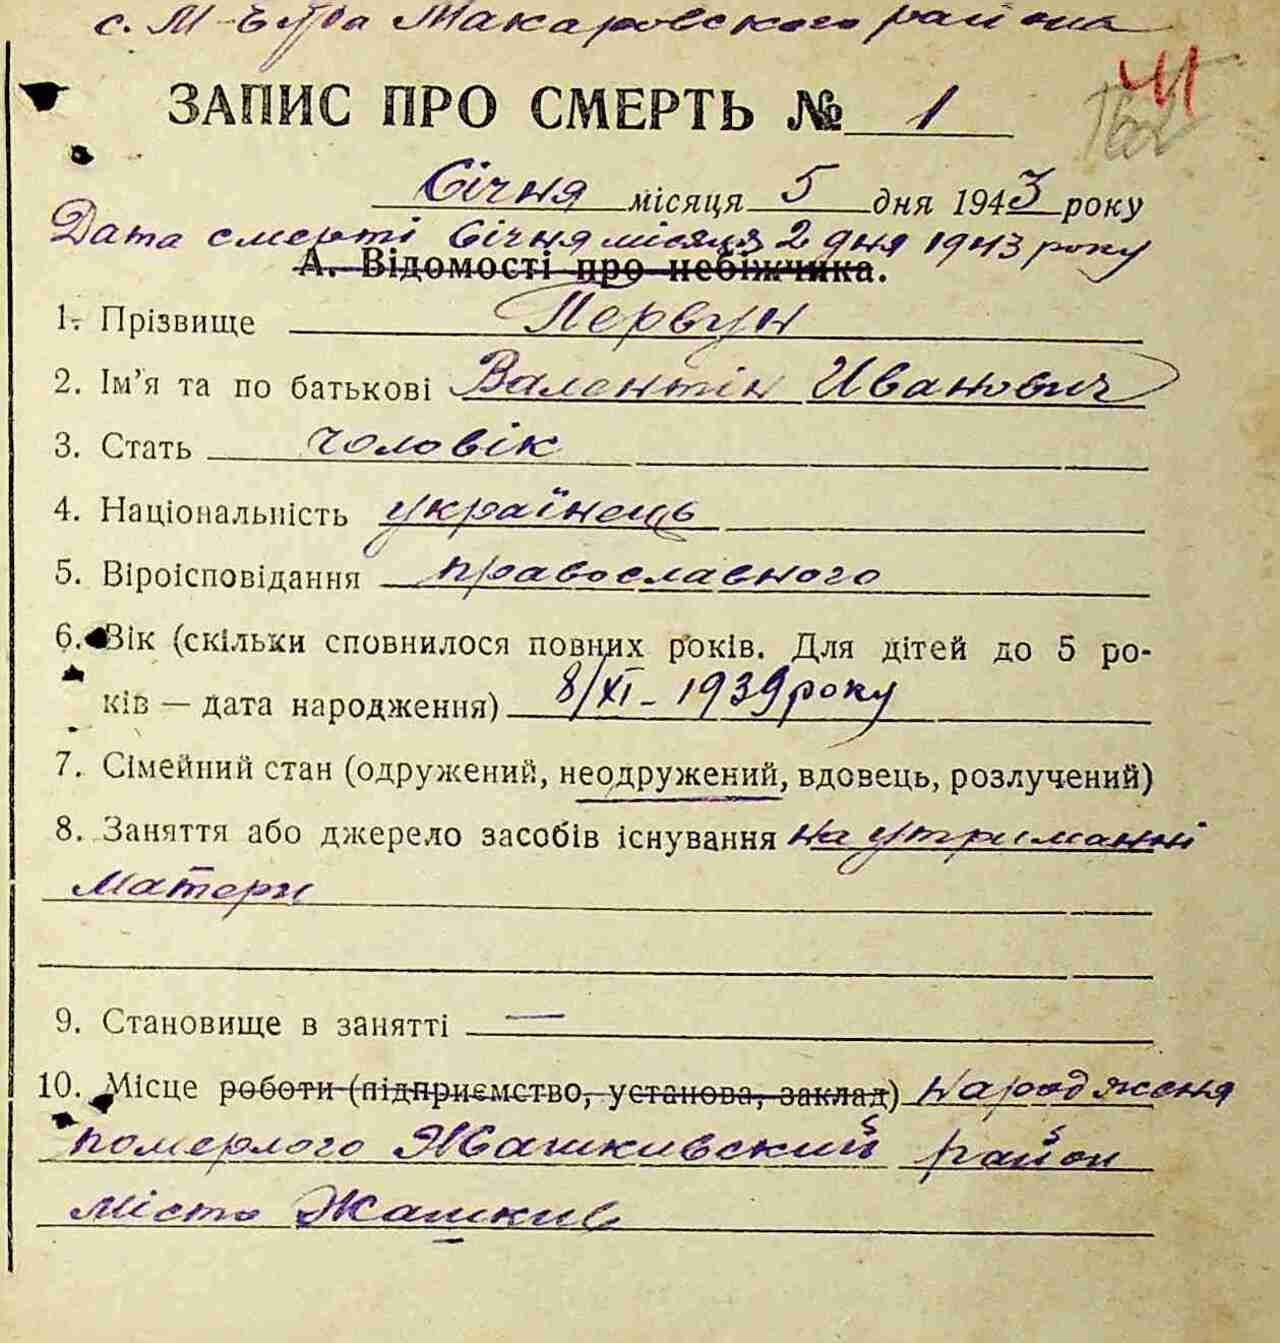 с. М-Буда Макаровского района
ЗАПИС ПРО СМЕРТЬ № 1
41
Січня місяця 5 дня 1943 року
Дата смерті Січня місяця 2 дня 1943 року
А. Відомості про небіжчика.
1. Прізвище Первун
2. Ім'я та по батькові Валентін Иванович
3. Стать чоловік
4. Національність українець
5. Віроісповідання православного
6. Вік (скільки сповнилося повних років. Для дітей до 5 ро-
ків — дата народження) 8/XI - 1939 року
7. Сімейний стан (одружений, неодружений, вдовець, розлучений)
8. Заняття або джерело засобів існування на утриманні
матери
9. Становище в занятті —
10. Місце роботи (підприємство, установа, заклад) народження
померлого Жашкивский район
місто Жашкив